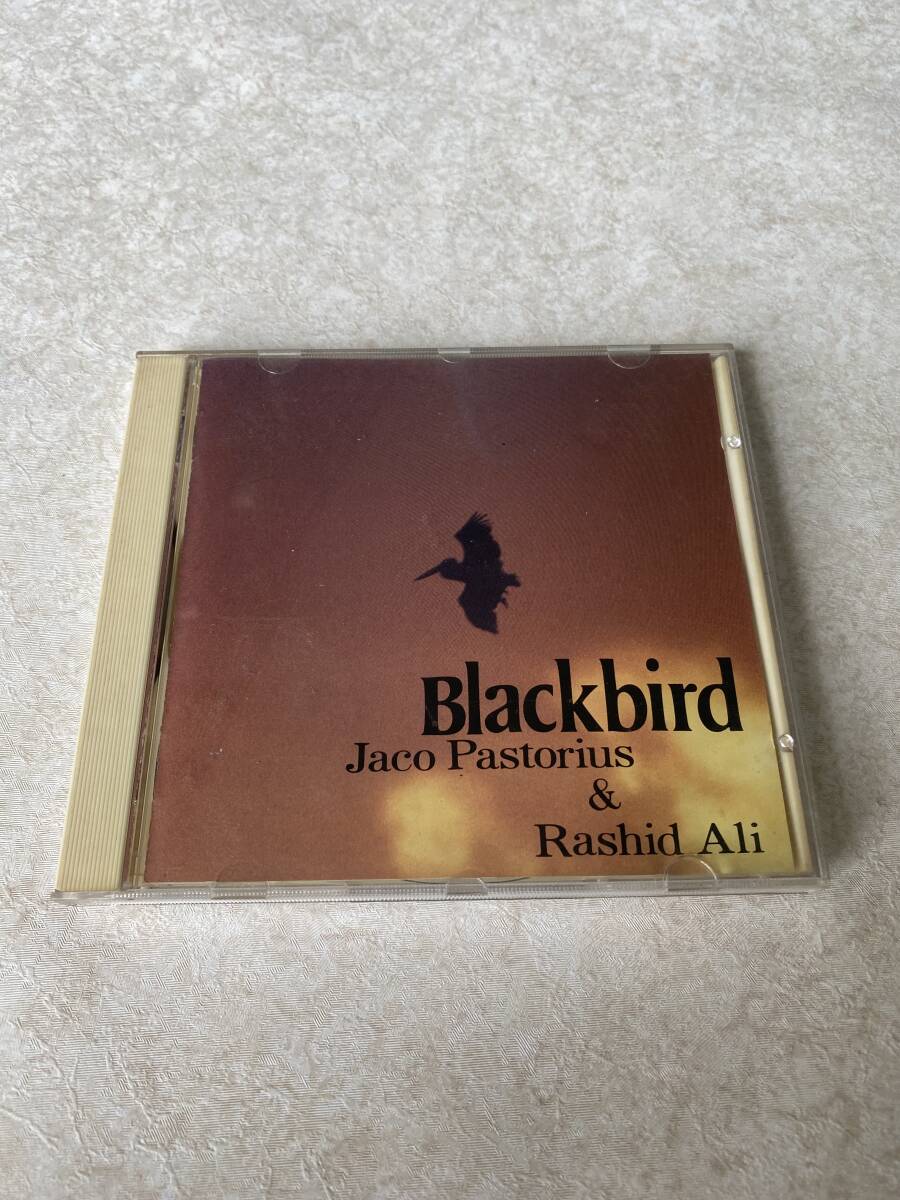 Blackbird
Jaco Pastorius
&
Rashid Ali